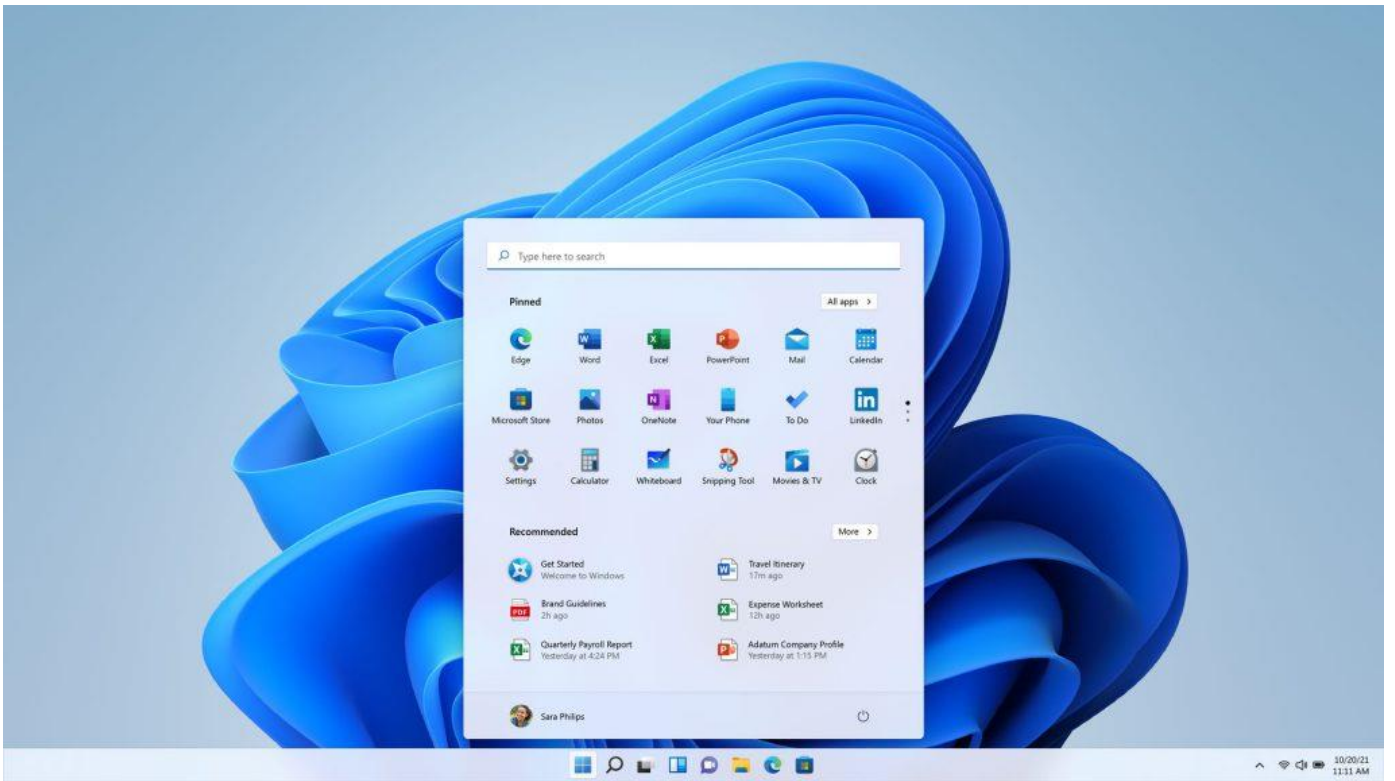 Type here to search
Pinned
All apps >
Edge
Word
Excel
PowerPoint
Mail
Calendar
Microsoft Store
Photos
OneNote
Your Phone
To Do
LinkedIn
Settings
Calculator
Whiteboard
Snipping Tool
Movies & TV
Clock
Recommended
More >
Get Started
Welcome to Windows
Travel Itinerary
17m ago
Brand Guidelines
2h ago
Expense Worksheet
12h ago
Quarterly Payroll Report
Yesterday at 4:24 PM
Adatum Company Profile
Yesterday at 1:15 PM
Sara Philips
10/20/21
11:11 AM